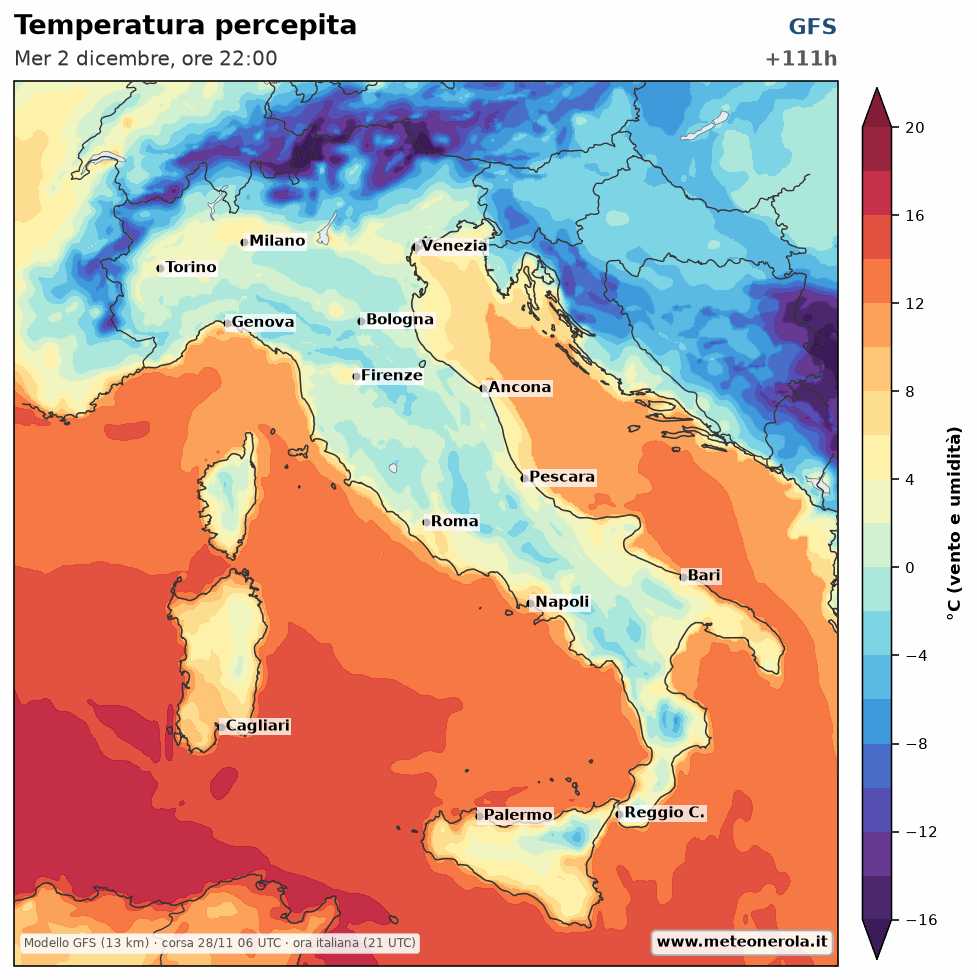 Temperatura percepita
GFS
Mer 2 dicembre, ore 22:00
+111h
Milano
Venezia
Torino
Genova
Bologna
Firenze
Ancona
Pescara
Roma
Bari
Napoli
Cagliari
Palermo
Reggio C.
20
16
12
8
4
0
−4
−8
−12
−16
°C (vento e umidità)
Modello GFS (13 km) · corsa 28/11 06 UTC · ora italiana (21 UTC)
www.meteonerola.it